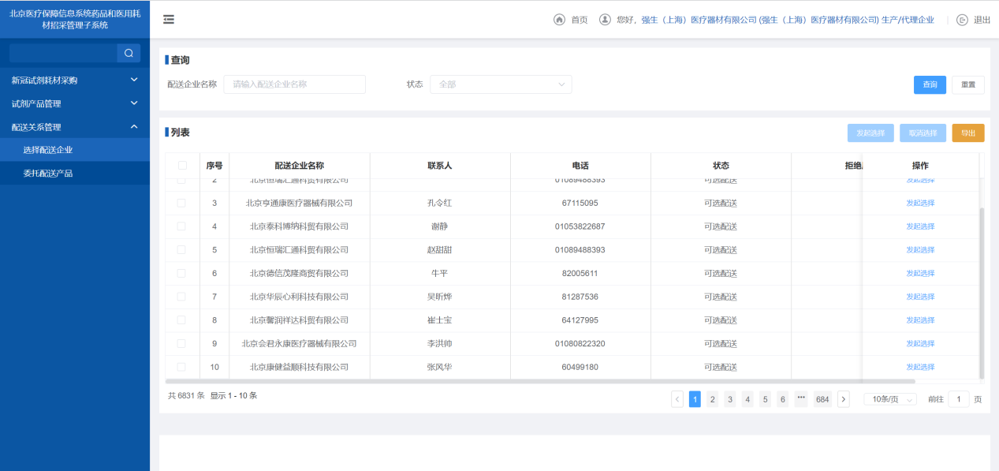 北京医疗保障信息系统药品和医用耗
材招采管理子系统
首页 您好，强生（上海）医疗器材有限公司 (强生（上海）医疗器材有限公司) 生产/代理企业 退出
新冠试剂耗材采购
试剂产品管理
配送关系管理
选择配送企业
委托配送产品
查询
配送企业名称 请输入配送企业名称 状态 全部 查询 重置
列表 发起选择 取消选择 导出
序号 配送企业名称 联系人 电话 状态 拒绝 操作
2 北京恒瑞汇通科贸有限公司 01089488393 可选配送 发起选择
3 北京亨通康医疗器械有限公司 孔令红 67115095 可选配送 发起选择
4 北京泰科博纳科贸有限公司 谢静 01053822687 可选配送 发起选择
5 北京恒瑞汇通科贸有限公司 赵甜甜 01089488393 可选配送 发起选择
6 北京德信茂隆商贸有限公司 牛平 82005611 可选配送 发起选择
7 北京华辰心利科技有限公司 吴昕烨 81287536 可选配送 发起选择
8 北京馨润祥达科贸有限公司 崔士宝 64127995 可选配送 发起选择
9 北京会君永康医疗器械有限公司 李洪帅 01080822320 可选配送 发起选择
10 北京康健益顺科技有限公司 张风华 60499180 可选配送 发起选择
共 6831 条 显示 1 - 10 条 1 2 3 4 5 6 ··· 684 10条/页 前往 1 页